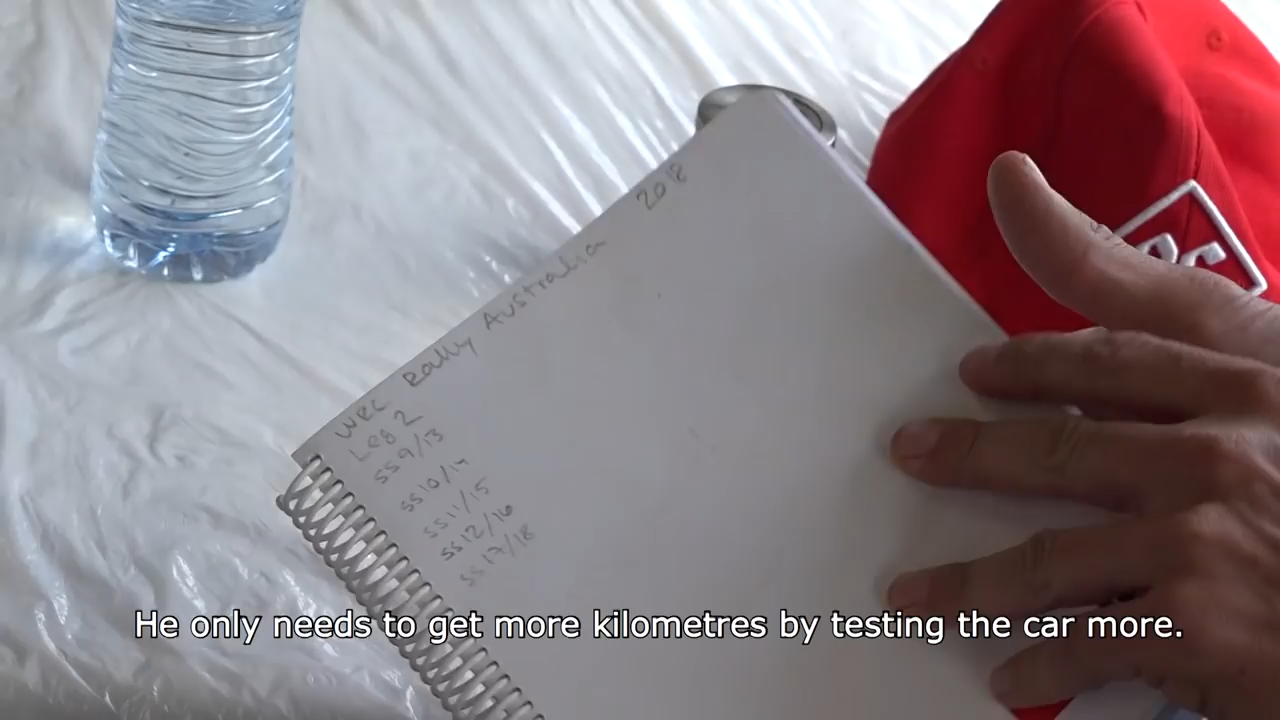 WRC Rally Australia 2018
Leg 2
SS9/13
SS10/14
SS11/15
SS12/16
SS17/18
He only needs to get more kilometres by testing the car more.